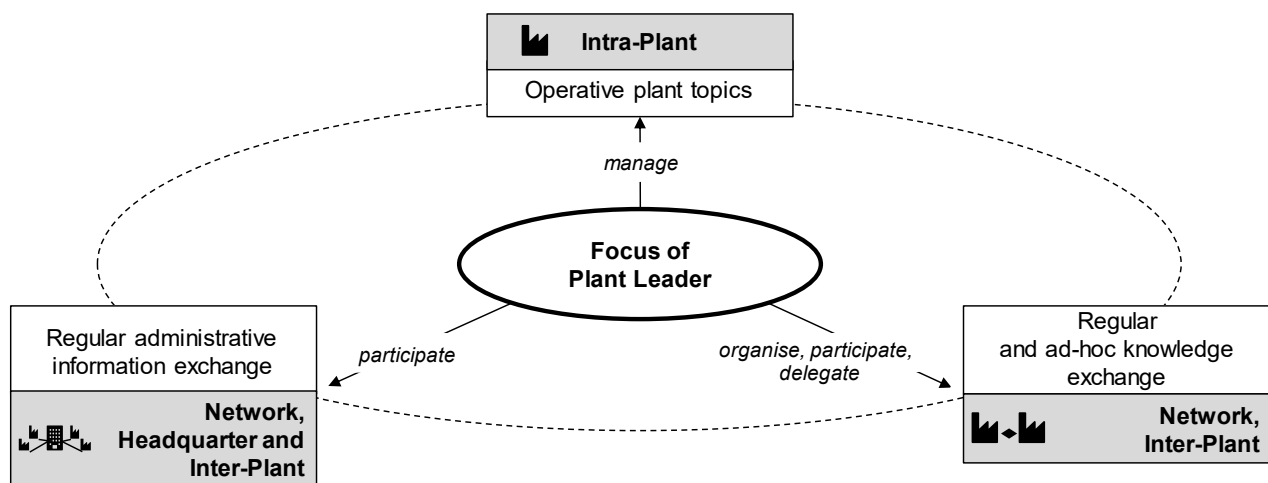 Intra-Plant
Operative plant topics
manage
Focus of
Plant Leader
Regular administrative
information exchange
participate
organise, participate,
delegate
Regular
and ad-hoc knowledge
exchange
Network,
Headquarter and
Inter-Plant
Network,
Inter-Plant